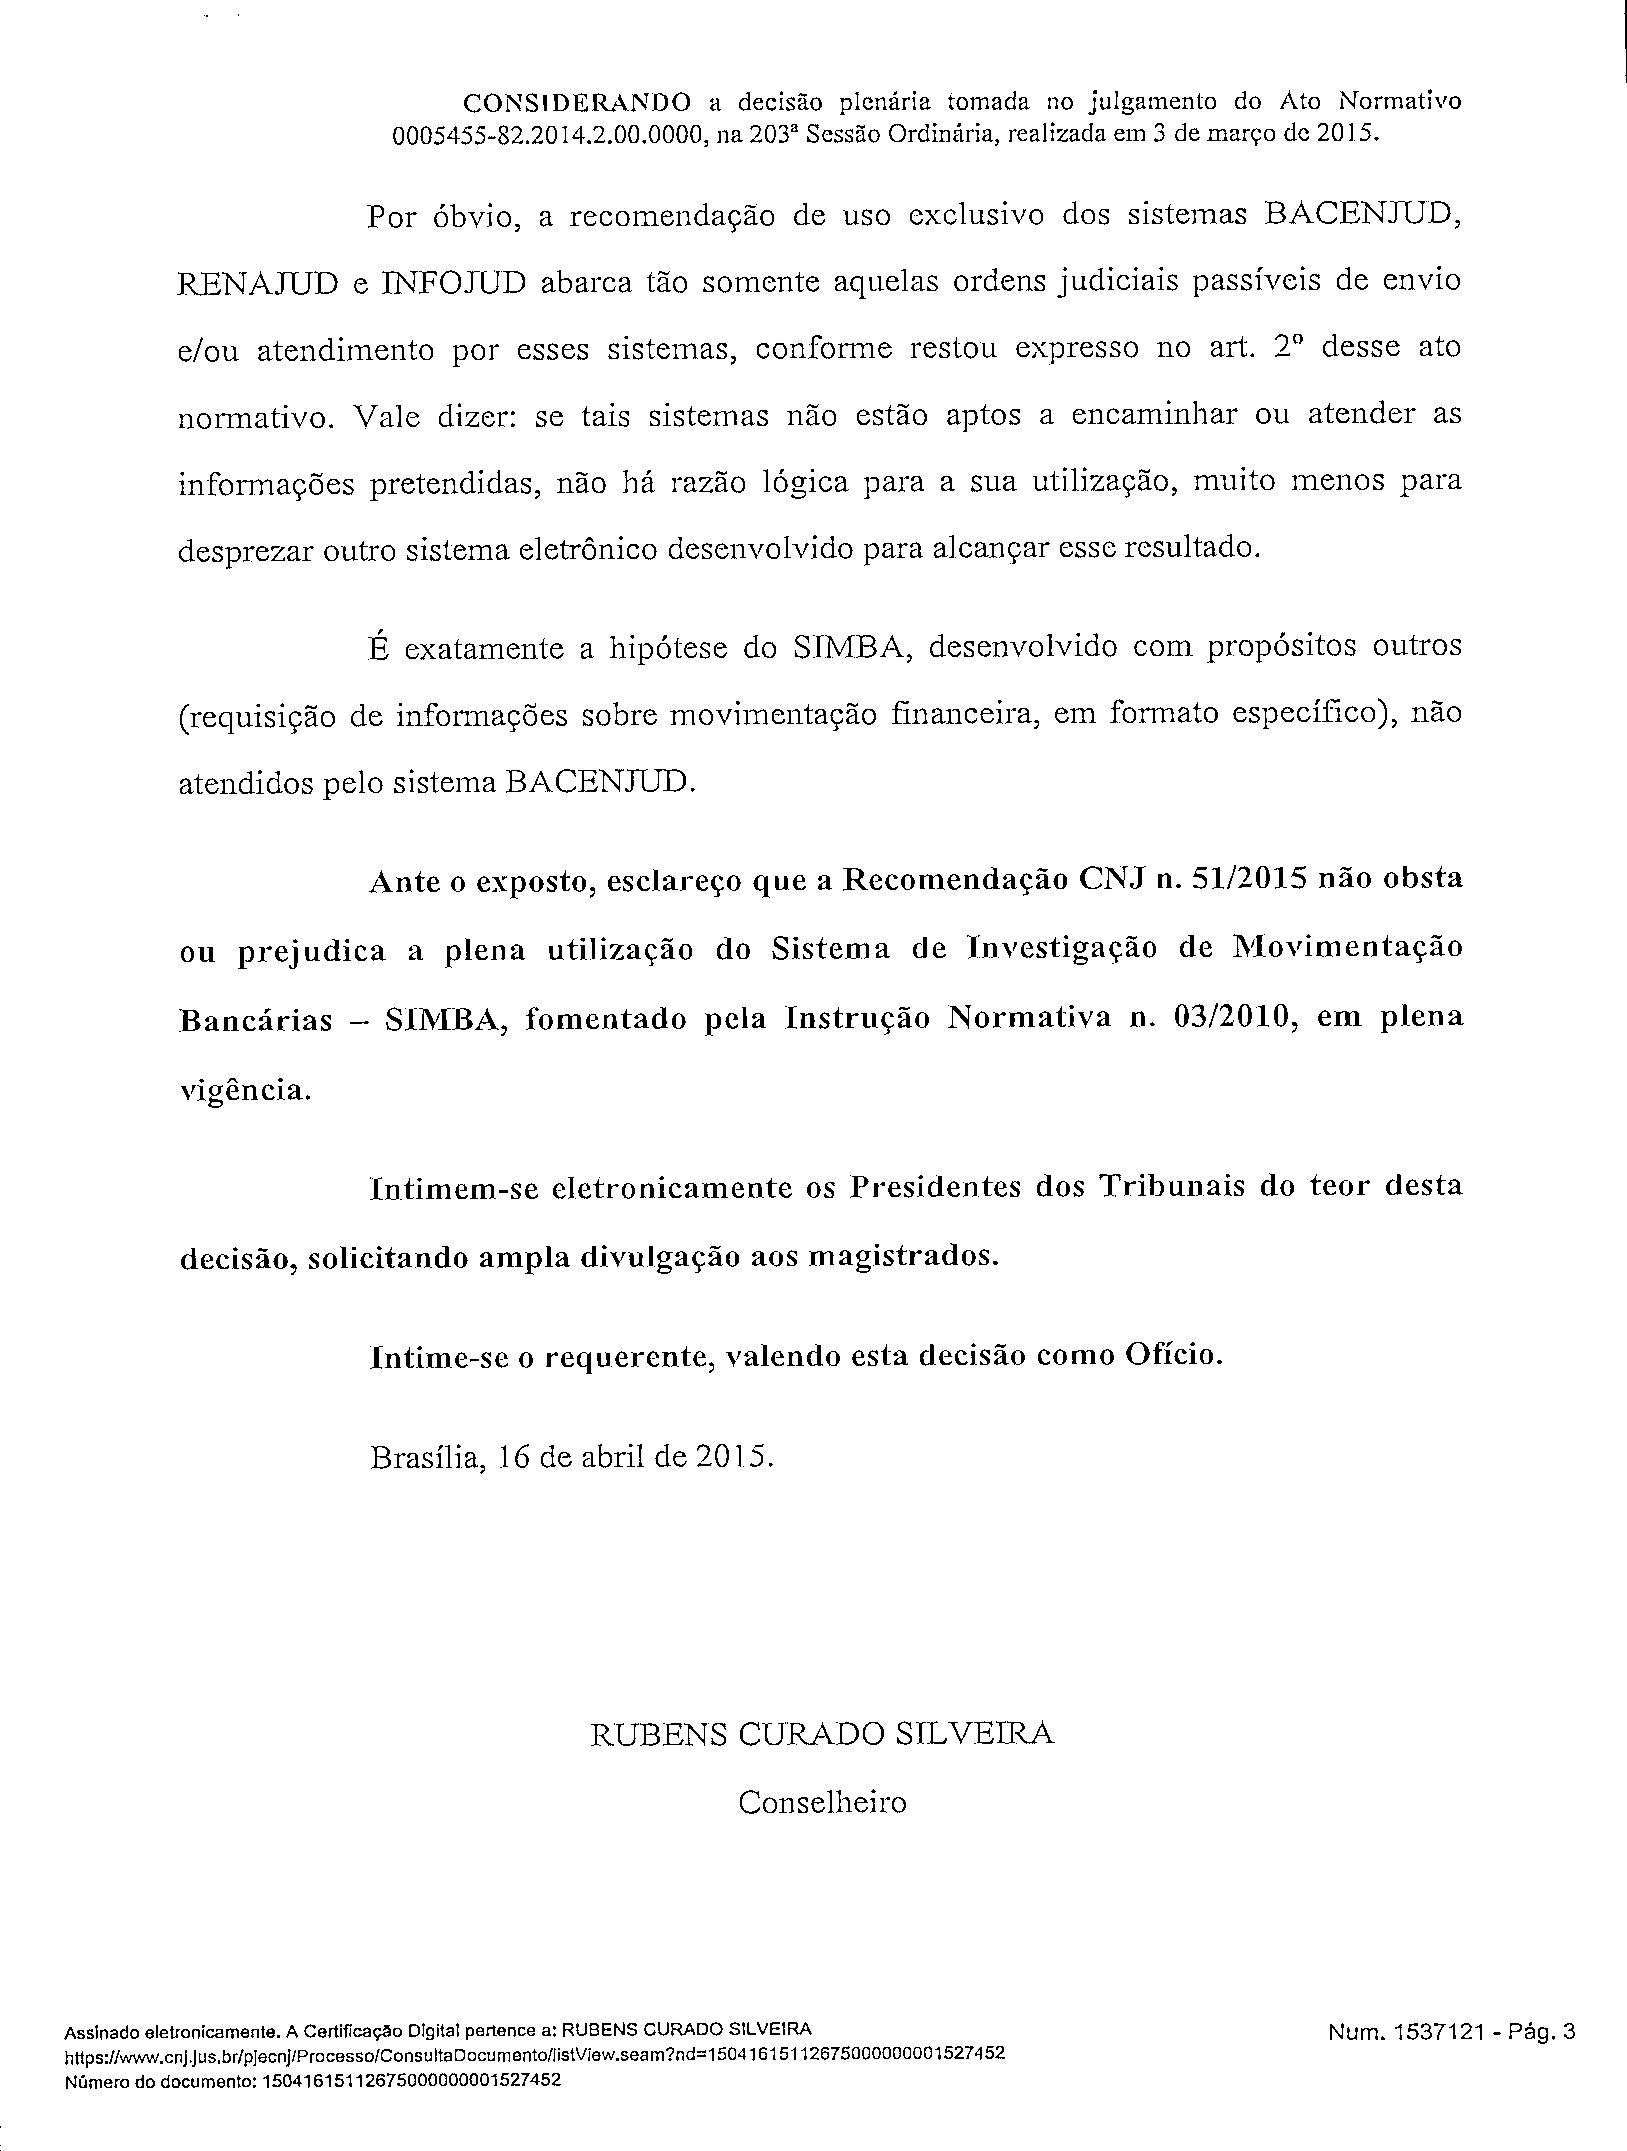 CONSIDERANDO a decisão plenária tomada no julgamento do Ato Normativo
0005455-82.2014.2.00.0000, na 203ª Sessão Ordinária, realizada em 3 de março de 2015.
Por óbvio, a recomendação de uso exclusivo dos sistemas BACENJUD,
RENAJUD e INFOJUD abarca tão somente aquelas ordens judiciais passíveis de envio
e/ou atendimento por esses sistemas, conforme restou expresso no art. 2º desse ato
normativo. Vale dizer: se tais sistemas não estão aptos a encaminhar ou atender as
informações pretendidas, não há razão lógica para a sua utilização, muito menos para
desprezar outro sistema eletrônico desenvolvido para alcançar esse resultado.
É exatamente a hipótese do SIMBA, desenvolvido com propósitos outros
(requisição de informações sobre movimentação financeira, em formato específico), não
atendidos pelo sistema BACENJUD.
Ante o exposto, esclareço que a Recomendação CNJ n. 51/2015 não obsta
ou prejudica a plena utilização do Sistema de Investigação de Movimentação
Bancárias – SIMBA, fomentado pela Instrução Normativa n. 03/2010, em plena
vigência.
Intimem-se eletronicamente os Presidentes dos Tribunais do teor desta
decisão, solicitando ampla divulgação aos magistrados.
Intime-se o requerente, valendo esta decisão como Ofício.
Brasília, 16 de abril de 2015.
RUBENS CURADO SILVEIRA
Conselheiro
Assinado eletronicamente. A Certificação Digital pertence a: RUBENS CURADO SILVEIRA
https://www.cnj.jus.br/pjecnj/Processo/ConsultaDocumento/listView.seam?nd=15041615112675000000001527452
Número do documento: 15041615112675000000001527452
Num. 1537121 - Pág. 3